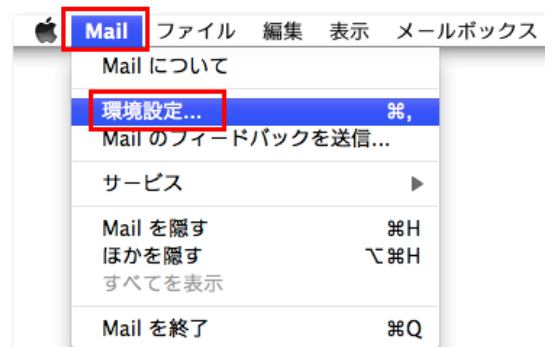 Mail ファイル 編集 表示 メールボックス
Mail について
環境設定... ⌘,
Mail のフィードバックを送信...
サービス ▶
Mail を隠す ⌘H
ほかを隠す ⌥⌘H
すべてを表示
Mail を終了 ⌘Q